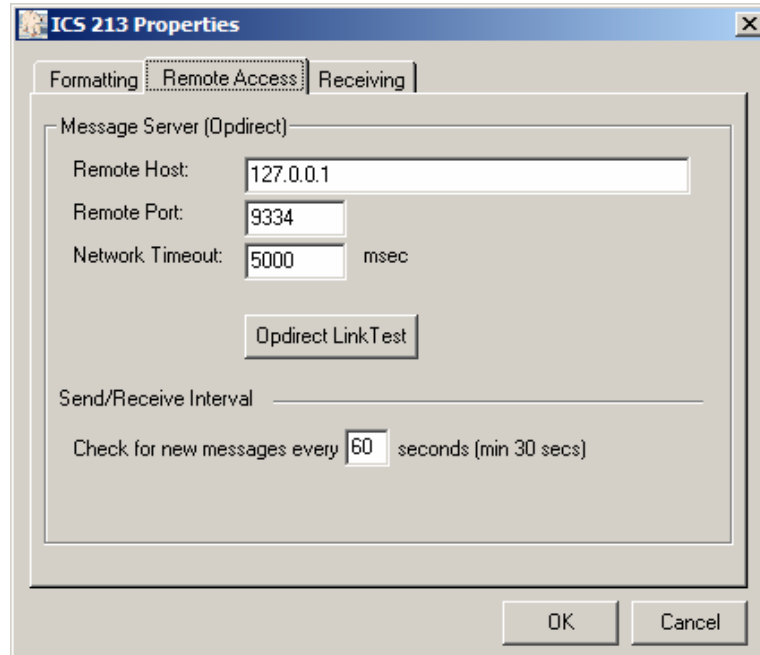 ICS 213 Properties
Formatting Remote Access Receiving
Message Server (Opdirect)
Remote Host: 127.0.0.1
Remote Port: 9334
Network Timeout: 5000 msec
Opdirect LinkTest
Send/Receive Interval
Check for new messages every 60 seconds (min 30 secs)
OK Cancel